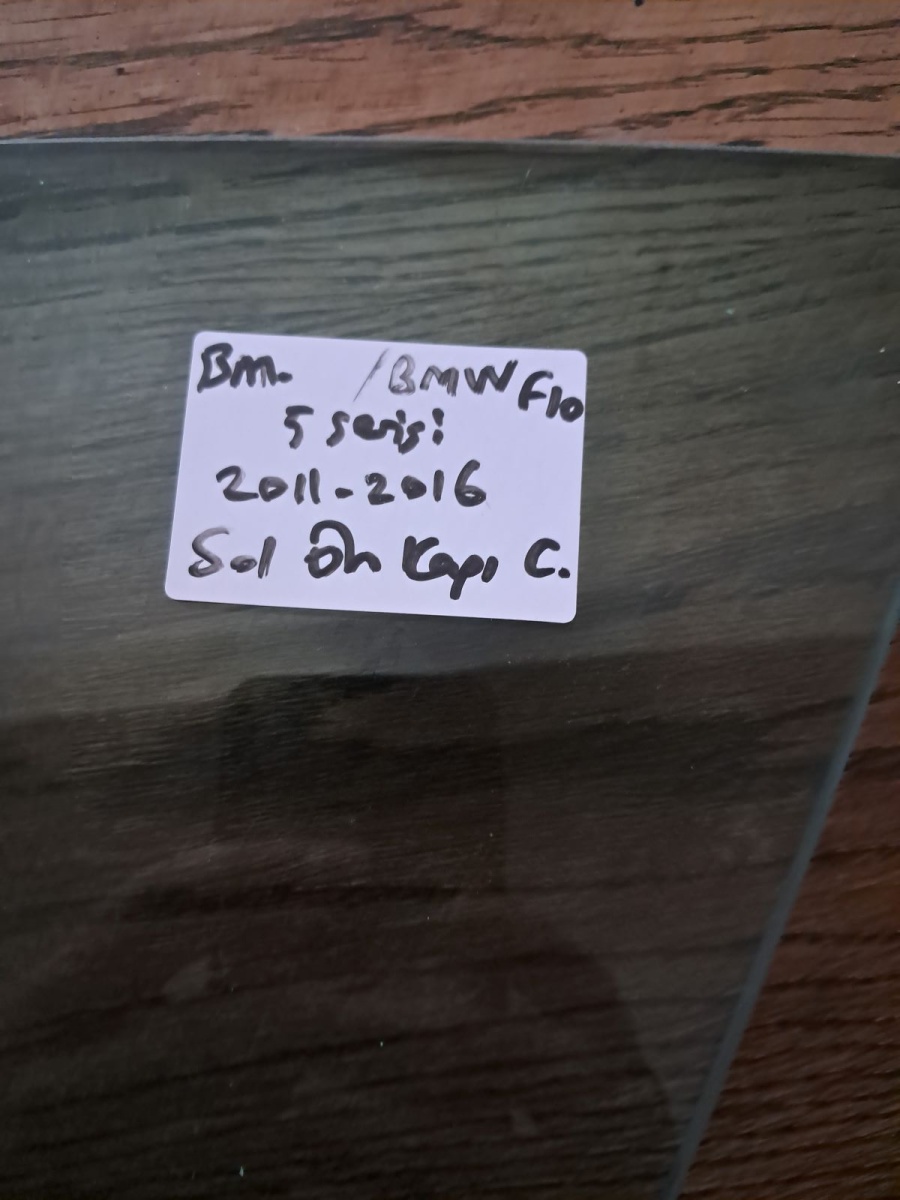 Bm. /BMW F10
5 serisi
2011-2016
Sol Ön Kapı C.